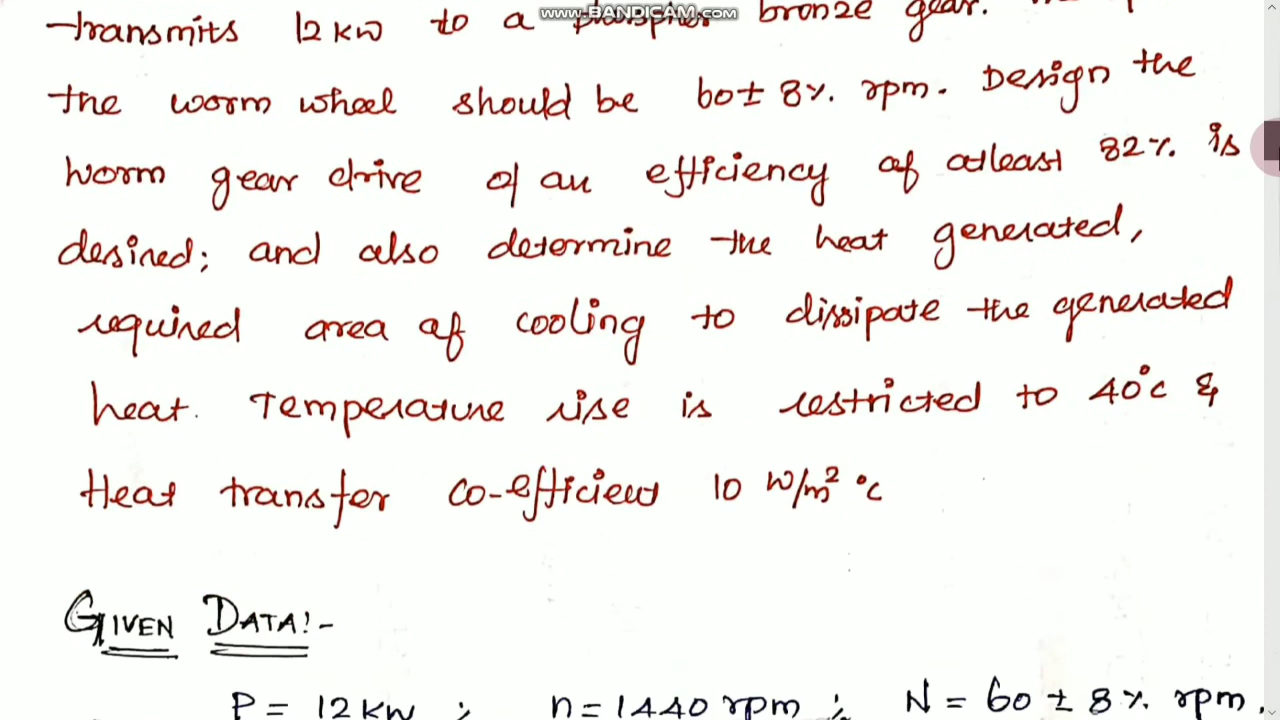 www.BANDICAM.com
transmits 12 kw to a bronze gear.
the worm wheel should be 60 ± 8%. rpm. Design the
worm gear drive of an efficiency of atleast 82%. is
desired; and also determine the heat generated,
required area of cooling to dissipate the generated
heat. Temperature rise is restricted to 40°c &
Heat transfer co-efficient 10 W/m² °c
GIVEN DATA:-
P = 12 kw ; n = 1440 rpm ; N = 60 ± 8%. rpm.